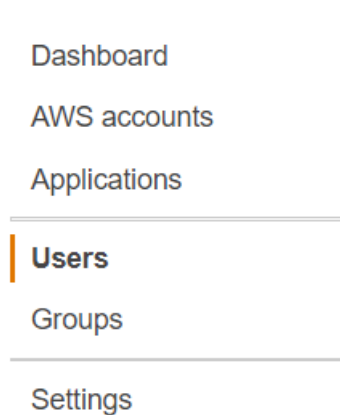 Dashboard
AWS accounts
Applications
Users
Groups
Settings